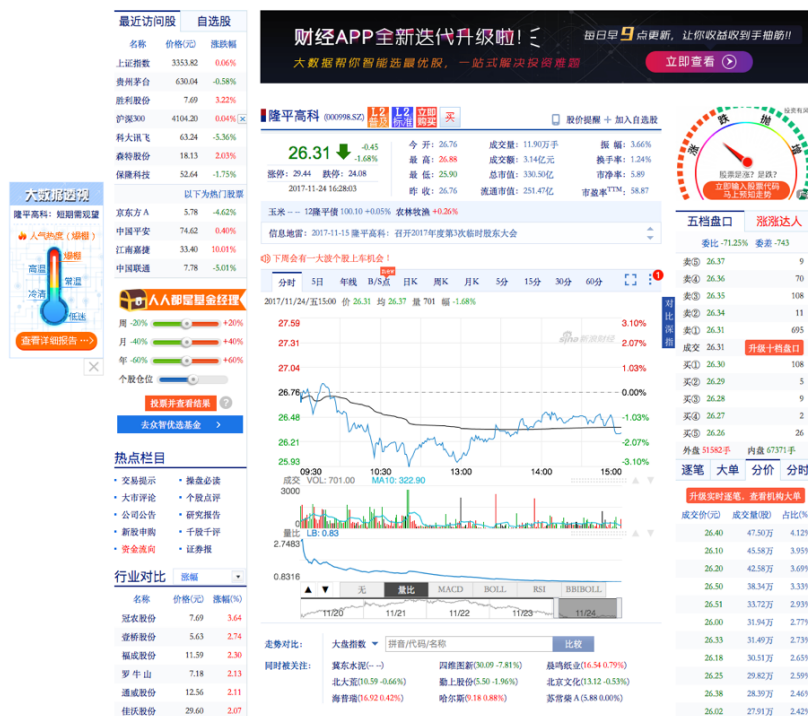 最近访问股 自选股
名称 价格(元) 涨跌幅
上证指数 3353.82 0.06%
贵州茅台 630.04 -0.58%
胜利股份 7.69 3.22%
沪深300 4104.20 0.04%
科大讯飞 63.24 -5.36%
森特股份 18.13 2.03%
保隆科技 52.64 -1.75%
以下为热门股票
京东方A 5.78 -4.62%
中国平安 74.62 0.40%
江南嘉捷 33.40 10.01%
中国联通 7.78 -5.01%
人人都是基金经理
周 -20% +20%
月 -40% +40%
年 -60% +60%
个股仓位
投票并查看结果 ?
去众智优选基金 >
热点栏目
· 交易提示 · 操盘必读
· 大市评论 · 个股点评
· 公司公告 · 研究报告
· 新股申购 · 千股千评
· 资金流向 · 证券报
行业对比 涨幅
名称 价格(元) 涨幅(%)
冠农股份 7.69 3.64
壹桥股份 5.63 2.74
福成股份 11.59 2.30
罗牛山 7.18 2.13
通威股份 12.56 2.11
佳沃股份 29.60 2.07
大数据透视
隆平高科：短期需观望
人气热度（爆棚）
爆棚
高温
常温
冷清
低迷
查看详细报告 ···>
财经APP全新迭代升级啦!
大数据帮你智能选最优股，一站式解决投资难题
每日早9点更新，让你收益收到手抽筋!!
立即查看
隆平高科 (000998.SZ) L2普及 L2标准 立即购买 买
股价提醒 + 加入自选股
26.31 -0.45
-1.68%
涨停：29.44 跌停：24.08
2017-11-24 16:28:03
今 开：26.76 成交量：11.90万手 振 幅：3.66%
最 高：26.88 成交额：3.14亿元 换手率：1.24%
最 低：25.90 总市值：330.50亿 市净率：5.89
昨 收：26.76 流通市值：251.47亿 市盈率TTM：58.87
玉米 -- 12隆平债 100.10 +0.05% 农林牧渔 +0.26%
信息地雷：2017-11-15 隆平高科：召开2017年度第3次临时股东大会
下周会有一大波个股上车机会！
分时 5日 年线 B/S点 日K 周K 月K 5分 15分 30分 60分 1
2017/11/24/五15:00 价 26.31 均 26.37 量 701 幅 -1.68%
27.59 3.10%
sina新浪财经
27.31 2.07%
27.04 1.03%
26.76 0.00%
26.48 -1.03%
26.21 -2.07%
25.93 -3.10%
09:30 10:30 13:00 14:00 15:00
成交 VOL: 701.00 MA10: 322.90
3000
0
量比 LB: 0.83
2.7483
0.8316
无 量比 MACD BOLL RSI BBIBOLL
11/20 11/21 11/22 11/23 11/24
走势对比： 大盘指数 拼音/代码/名称 比较
同时被关注： 冀东水泥(-- --) 四维图新(30.09 -7.81%) 晨鸣纸业(16.54 0.79%)
北大荒(10.59 -0.66%) 勤上股份(5.50 -1.96%) 北京文化(13.12 -0.53%)
海普瑞(16.92 0.42%) 哈尔斯(9.18 0.88%) 苏常柴A(5.88 0.00%)
对比深指
涨 跌 抛 增
股票是涨？是跌？
立即输入股票代码
马上预知走势
五档盘口 涨涨达人
委比 -71.25% 委差 -743
卖⑤ 26.37 9
卖④ 26.36 70
卖③ 26.35 108
卖② 26.34 11
卖① 26.31 695
成交 26.31 升级十档盘口
买① 26.30 108
买② 26.29 5
买③ 26.28 9
买④ 26.27 2
买⑤ 26.26 26
外盘 51582手 内盘 67371手
逐笔 大单 分价 分时
升级实时逐笔、查看机构大单
成交价(元) 成交量(股) 占比(%
26.40 47.50万 4.12%
26.10 45.58万 3.95%
26.20 42.58万 3.69%
26.50 38.34万 3.33%
26.51 33.72万 2.93%
26.00 31.94万 2.77%
26.33 31.49万 2.73%
26.18 30.51万 2.65%
26.25 29.82万 2.59%
26.38 28.39万 2.46%
26.02 27.91万 2.42%